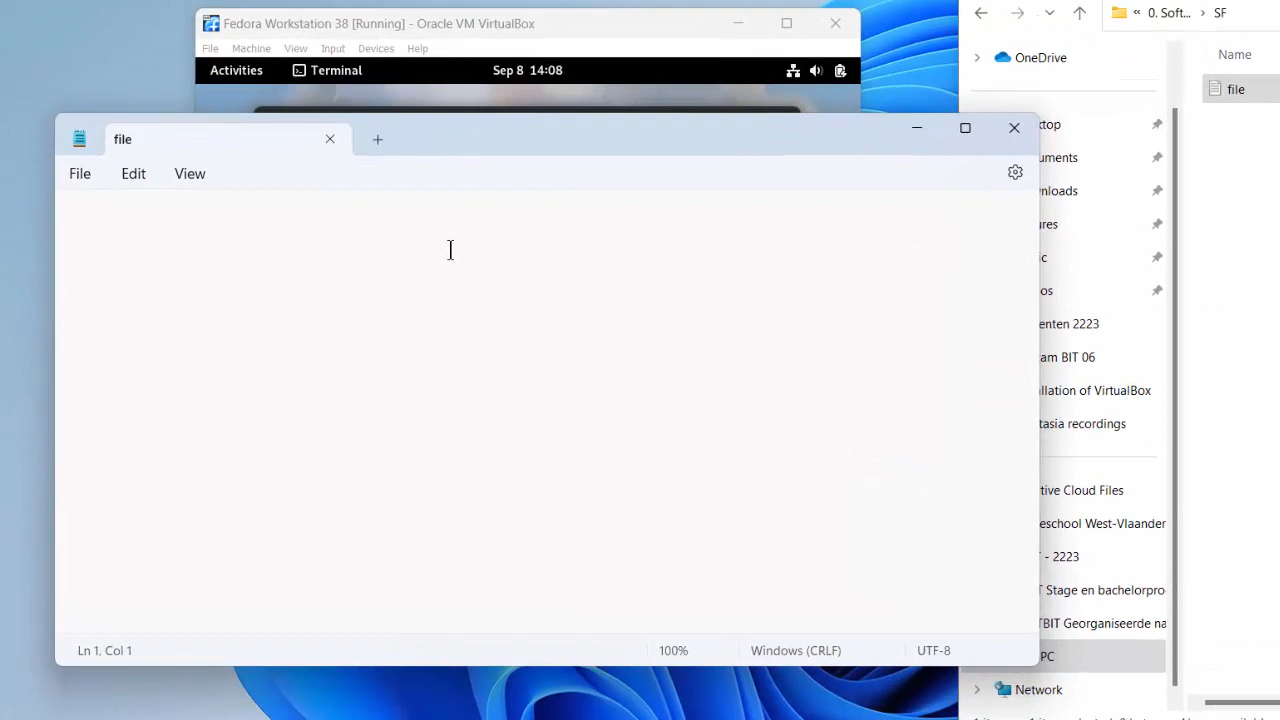 Fedora Workstation 38 [Running] - Oracle VM VirtualBox
File Machine View Input Devices Help
Activities Terminal Sep 8 14:08
file
File Edit View
Ln 1, Col 1 100% Windows (CRLF) UTF-8
« 0. Soft... › SF
Name
file
OneDrive
ktop
uments
wnloads
ures
ic
os
enten 2223
am BIT 06
allation of VirtualBox
tasia recordings
tive Cloud Files
eschool West-Vlaander
T - 2223
T Stage en bachelorpro
TBIT Georganiseerde na
PC
Network